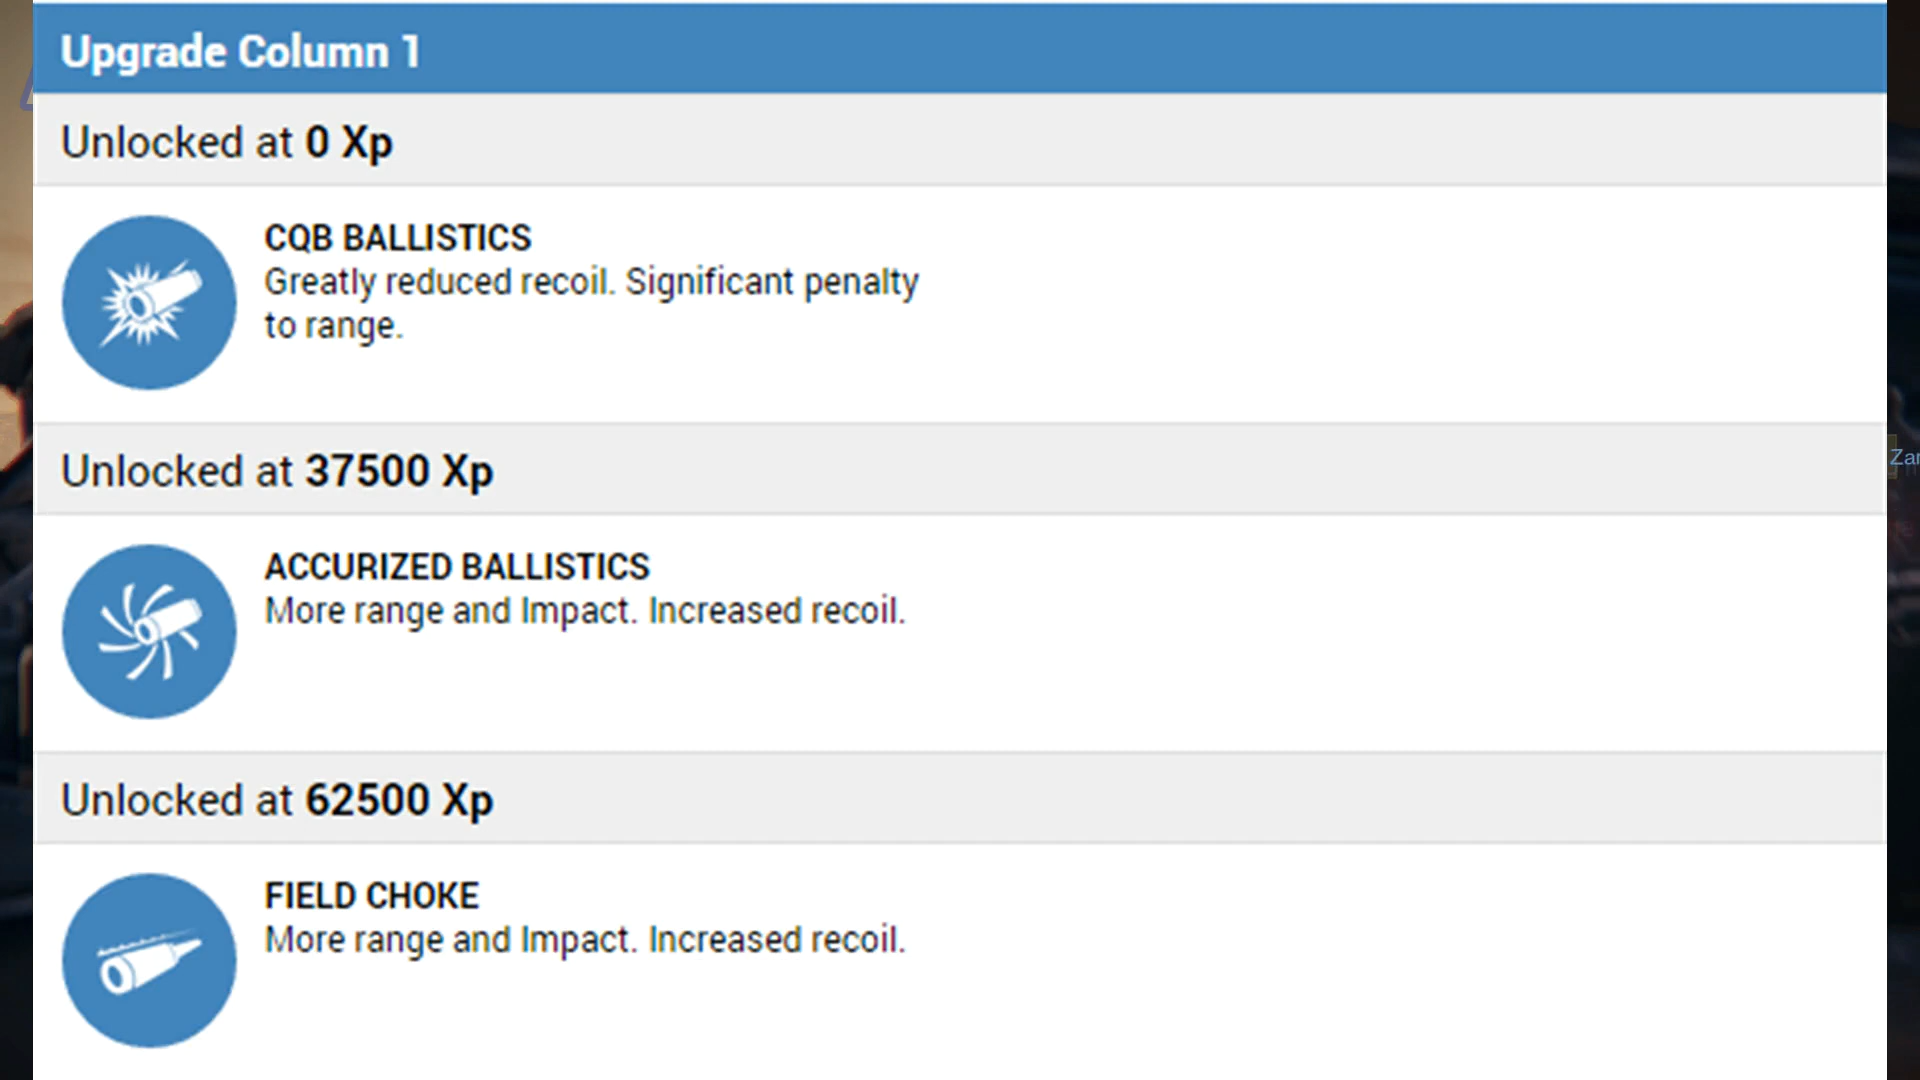 Upgrade Column 1
Unlocked at 0 Xp
CQB BALLISTICS
Greatly reduced recoil. Significant penalty
to range.
Unlocked at 37500 Xp
ACCURIZED BALLISTICS
More range and Impact. Increased recoil.
Unlocked at 62500 Xp
FIELD CHOKE
More range and Impact. Increased recoil.